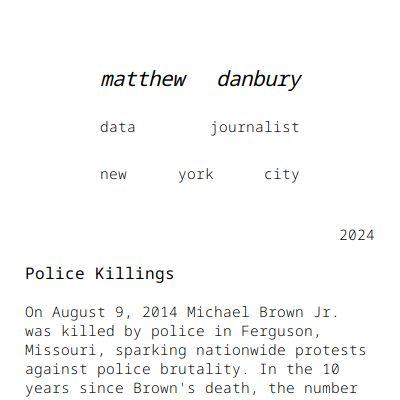 matthew danbury
data journalist
new york city
2024
Police Killings
On August 9, 2014 Michael Brown Jr.
was killed by police in Ferguson,
Missouri, sparking nationwide protests
against police brutality. In the 10
years since Brown's death, the number